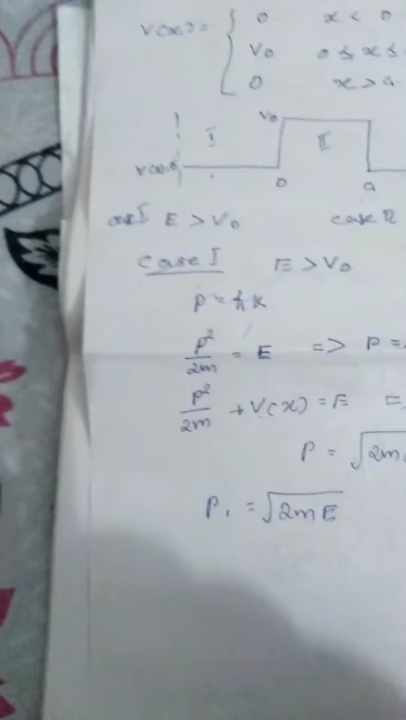 V(x) = { 0 x < 0
V0 0 ≤ x ≤
0 x > a
V0
I II
0 a
case I E > V0 case II
Case I E > V0
p = ħk
p²/2m = E => P =
p²/2m + V(x) = E =
P = √2m
P1 = √2mE